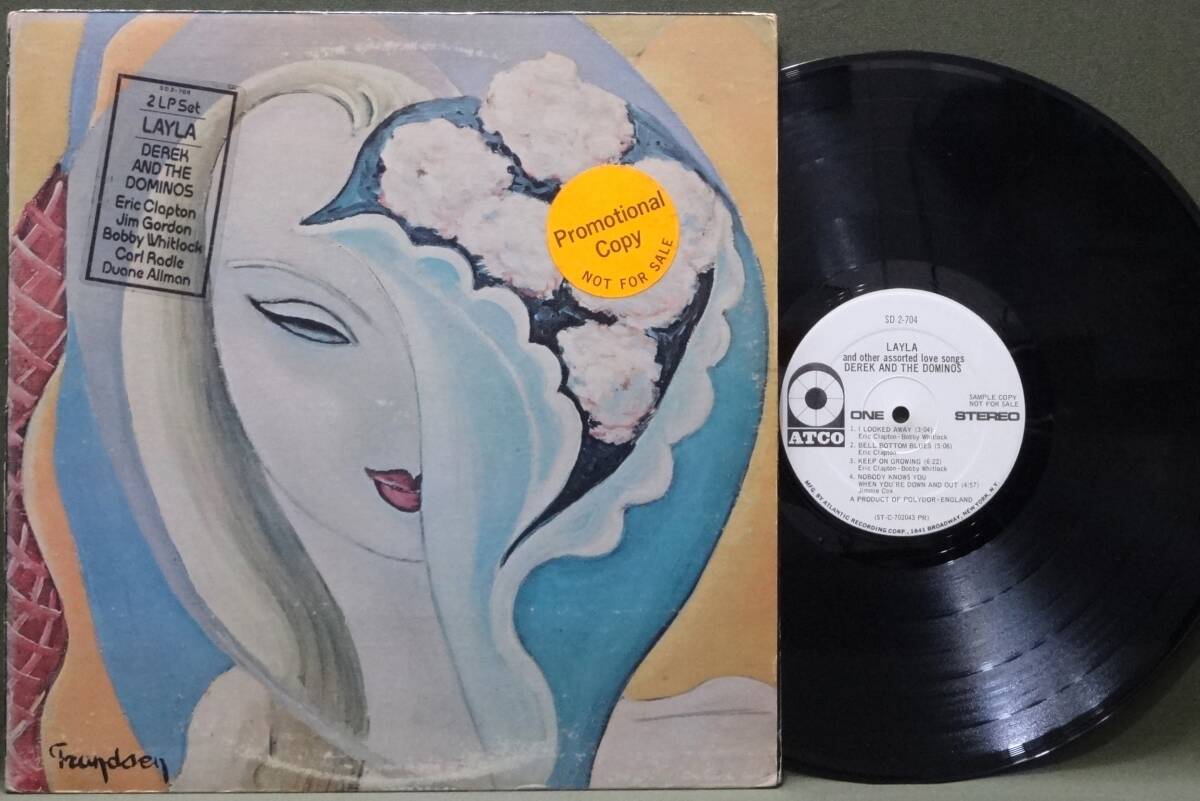 SD 2-704
2 LP Set
LAYLA
DEREK
AND THE
DOMINOS
Eric Clapton
Jim Gordon
Bobby Whitlock
Carl Radle
Duane Allman
Promotional
Copy
NOT FOR SALE
SD 2-704
LAYLA
and other assorted love songs
DEREK AND THE DOMINOS
SAMPLE COPY
NOT FOR SALE
ATCO
ONE
STEREO
1. I LOOKED AWAY (3:04)
Eric Clapton-Bobby Whitlock
2. BELL BOTTOM BLUES (5:06)
Eric Clapton
3. KEEP ON GROWING (6:22)
Eric Clapton-Bobby Whitlock
4. NOBODY KNOWS YOU
WHEN YOU'RE DOWN AND OUT (4:57)
Jimmie Cox
A PRODUCT OF POLYDOR-ENGLAND
(ST-C-702043 PR)
MFG. BY ATLANTIC RECORDING CORP., 1841 BROADWAY, NEW YORK, N.Y.